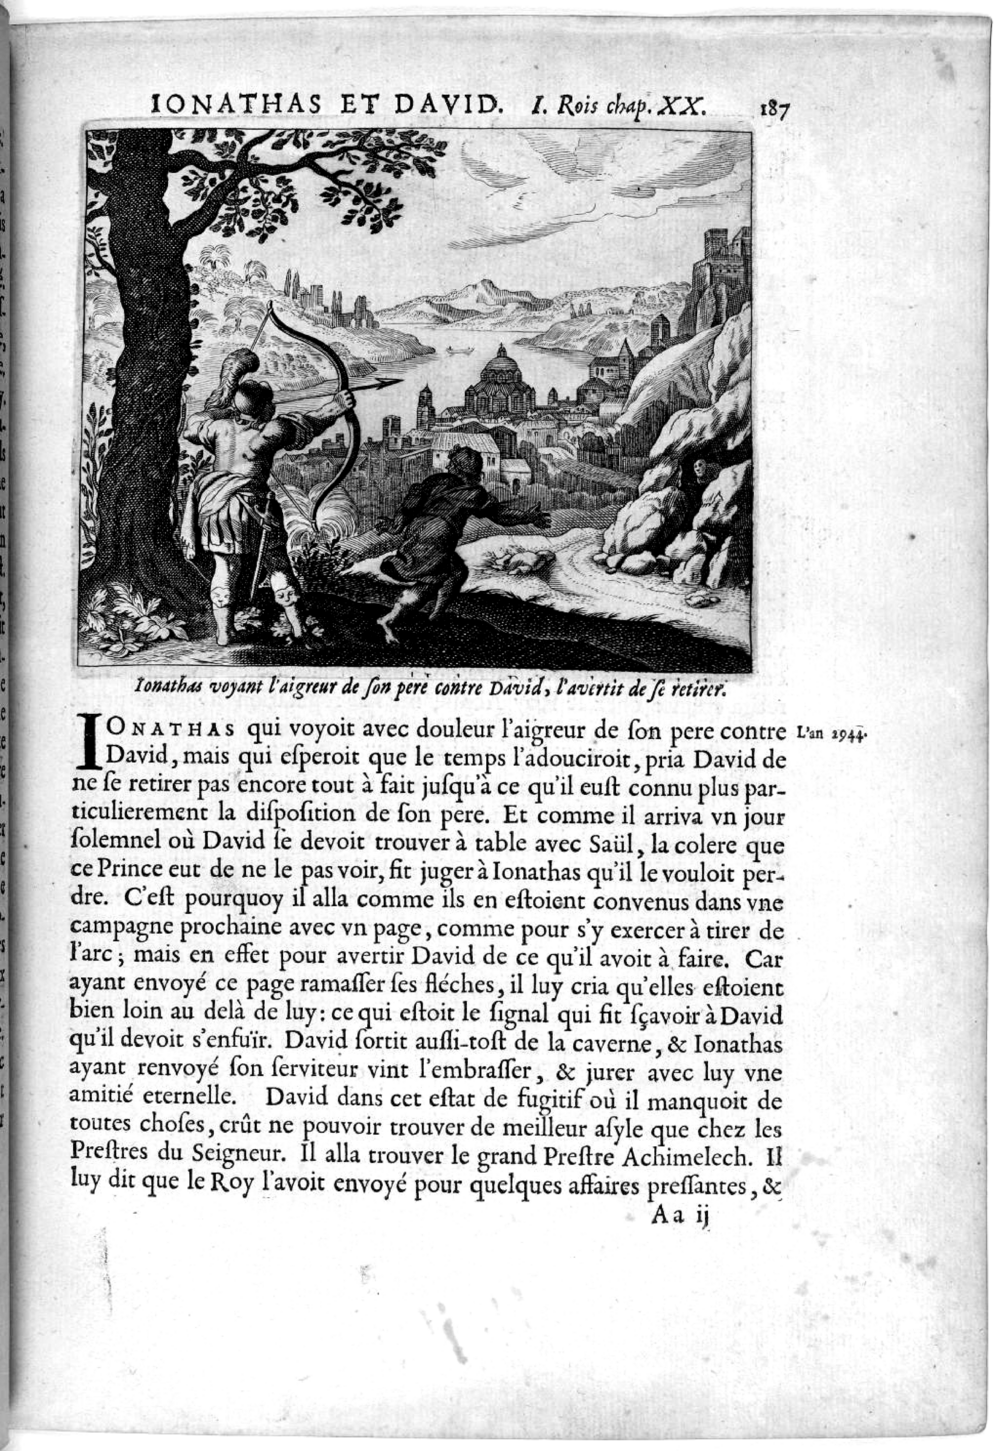 IONATHAS ET DAVID. I. Rois chap. XX. 187
Ionathas voyant l'aigreur de ſon pere contre David, l'avertit de ſe retirer.
IONATHAS qui voyoit avec douleur l'aigreur de ſon pere contre L'an 2944.
David, mais qui eſperoit que le temps l'adouciroit, pria David de
ne ſe retirer pas encore tout à fait juſqu'à ce qu'il euſt connu plus par-
ticulierement la diſpoſition de ſon pere. Et comme il arriva vn jour
ſolemnel où David ſe devoit trouver à table avec Saül, la colere que
ce Prince eut de ne le pas voir, fit juger à Ionathas qu'il le vouloit per-
dre. C'eſt pourquoy il alla comme ils en eſtoient convenus dans vne
campagne prochaine avec vn page, comme pour s'y exercer à tirer de
l'arc; mais en effet pour avertir David de ce qu'il avoit à faire. Car
ayant envoyé ce page ramaſſer ſes fléches, il luy cria qu'elles eſtoient
bien loin au delà de luy: ce qui eſtoit le ſignal qui fit ſçavoir à David
qu'il devoit s'enfuïr. David ſortit auſſi-toſt de la caverne, & Ionathas
ayant renvoyé ſon ſerviteur vint l'embraſſer, & jurer avec luy vne
amitié eternelle. David dans cet eſtat de fugitif où il manquoit de
toutes choſes, crût ne pouvoir trouver de meilleur aſyle que chez les
Preſtres du Seigneur. Il alla trouver le grand Preſtre Achimelech. Il
luy dit que le Roy l'avoit envoyé pour quelques affaires preſſantes, &
Aa ij